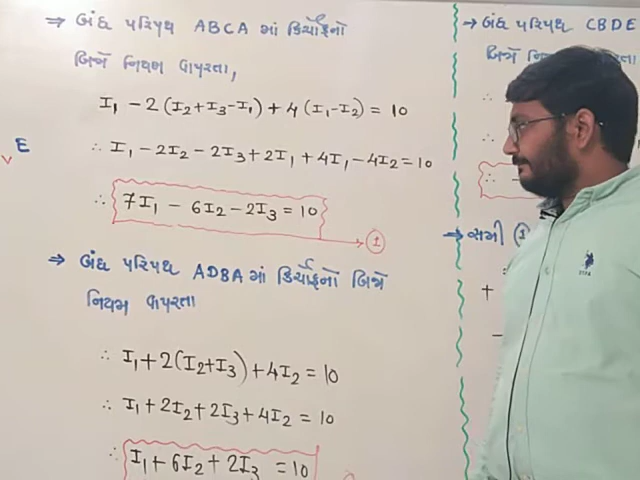 ⇒ બંધ પરિપથ ABCA માં કિર્ચોફનો
બિજો નિયમ વાપરતા,
I₁ - 2(I₂+I₃-I₁) + 4(I₁-I₂) = 10
∴ I₁ - 2I₂ - 2I₃ + 2I₁ + 4I₁ - 4I₂ = 10
∴ 7I₁ - 6I₂ - 2I₃ = 10
→ ①
E
v
⇒ બંધ પરિપથ ADBA માં કિર્ચોફનો બિજો
નિયમ વાપરતા
∴ I₁ + 2(I₂+I₃) + 4I₂ = 10
∴ I₁ + 2I₂ + 2I₃ + 4I₂ = 10
∴ I₁ + 6I₂ + 2I₃ = 10
→ બંધ પરિપથ CBDE
બિજો
∴
∴
∴ -
⇒ સમી ①
+
-